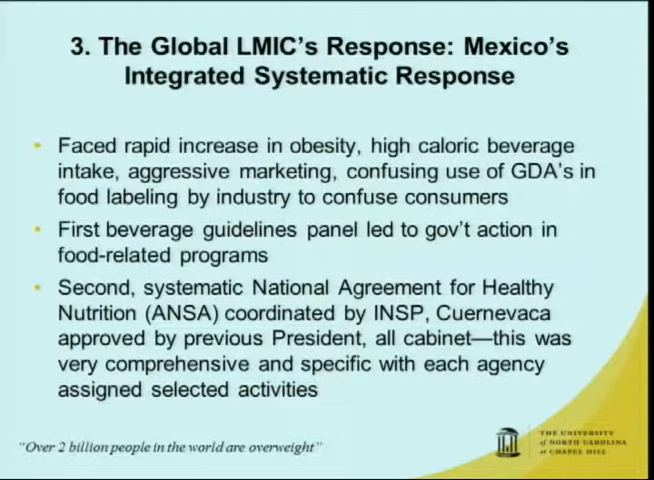 3. The Global LMIC's Response: Mexico's
Integrated Systematic Response
• Faced rapid increase in obesity, high caloric beverage
intake, aggressive marketing, confusing use of GDA's in
food labeling by industry to confuse consumers
• First beverage guidelines panel led to gov't action in
food-related programs
• Second, systematic National Agreement for Healthy
Nutrition (ANSA) coordinated by INSP, Cuernevaca
approved by previous President, all cabinet—this was
very comprehensive and specific with each agency
assigned selected activities
"Over 2 billion people in the world are overweight"
THE UNIVERSITY
of NORTH CAROLINA
at CHAPEL HILL